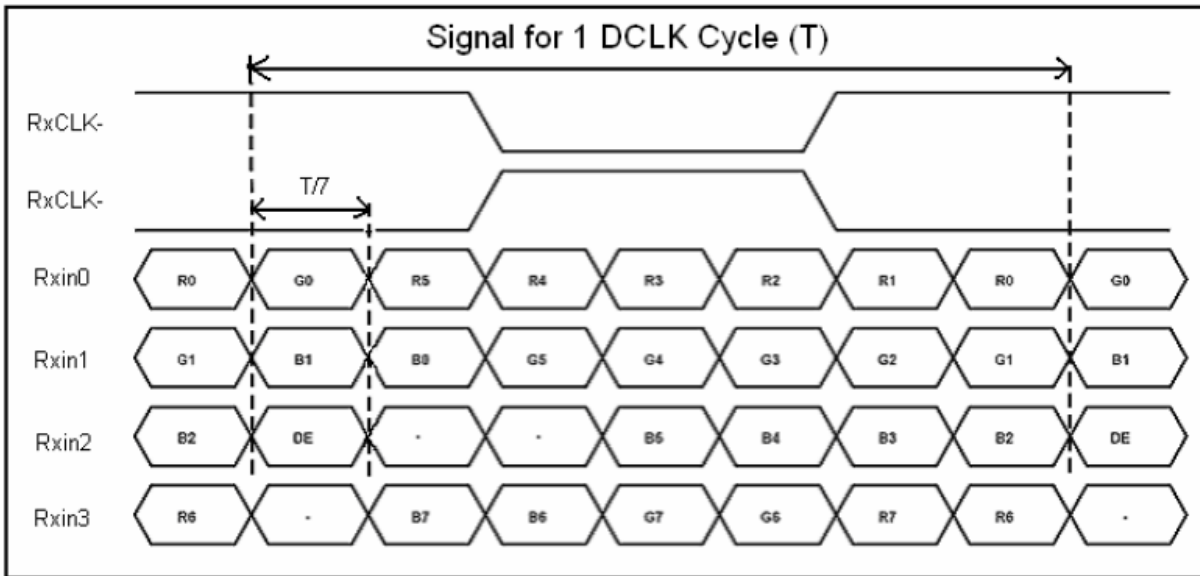 Signal for 1 DCLK Cycle (T)
RxCLK-
RxCLK-
T/7
Rxin0 R0 G0 R5 R4 R3 R2 R1 R0 G0
Rxin1 G1 B1 B0 G5 G4 G3 G2 G1 B1
Rxin2 B2 DE - - B5 B4 B3 B2 DE
Rxin3 R6 - B7 B6 G7 G6 R7 R6 -